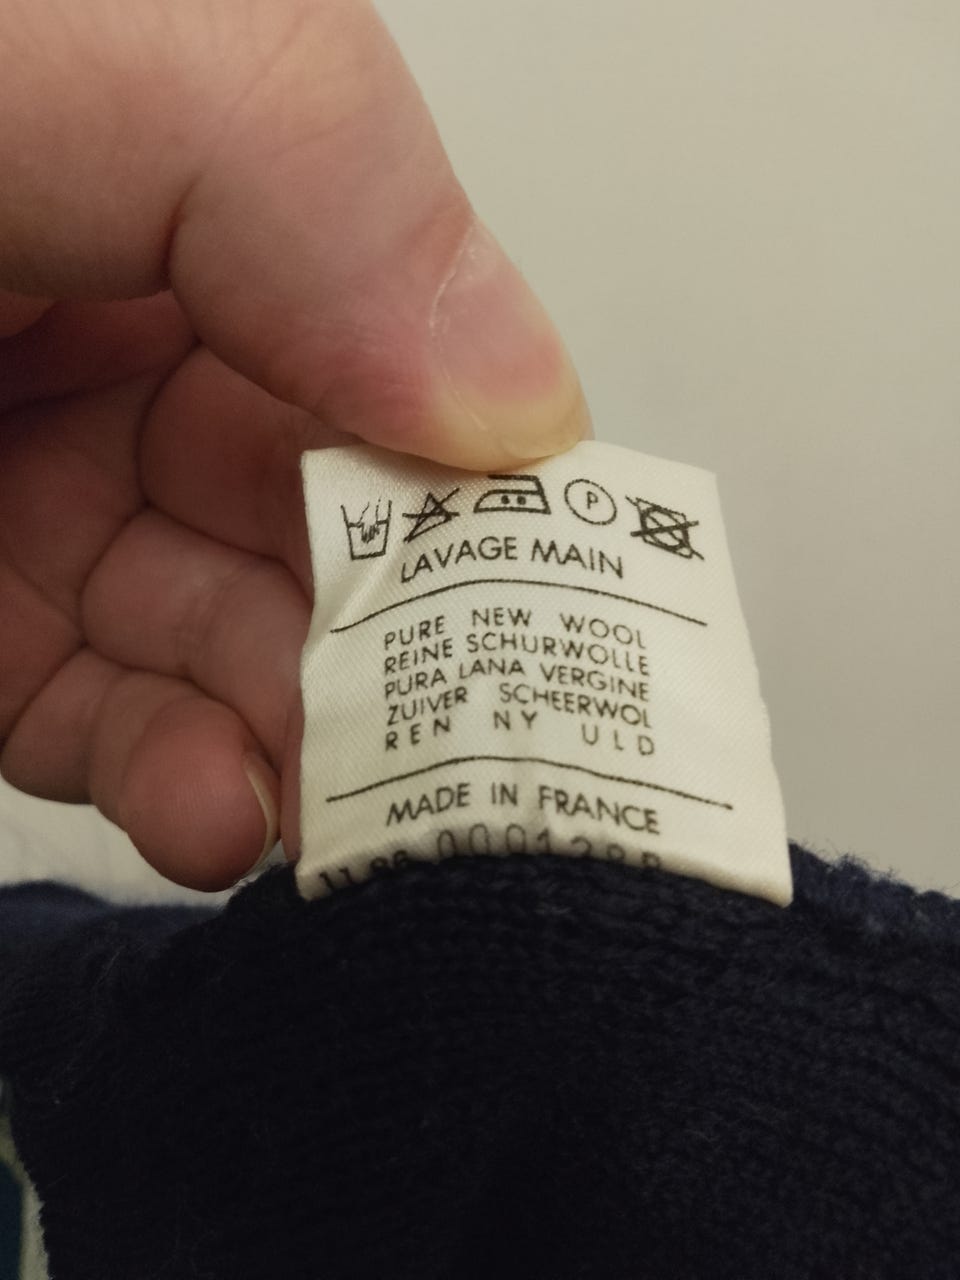 P
LAVAGE MAIN
PURE NEW WOOL
REINE SCHURWOLLE
PURA LANA VERGINE
ZUIVER SCHEERWOL
REN NY ULD
MADE IN FRANCE